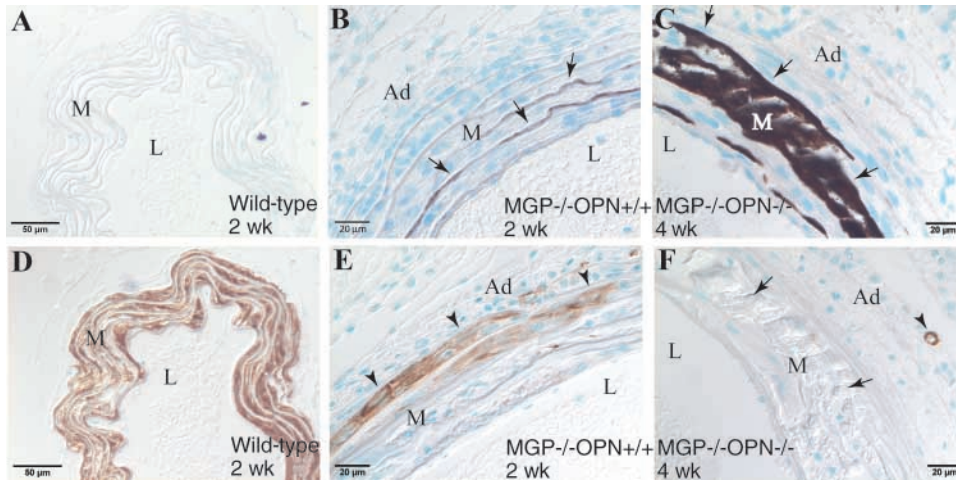 A
M
L
Wild-type
2 wk
50 µm
B
Ad
M
L
MGP-/-OPN+/+
2 wk
20 µm
C
Ad
M
L
MGP-/-OPN-/-
4 wk
20 µm
D
M
L
Wild-type
2 wk
50 µm
E
Ad
M
L
MGP-/-OPN+/+
2 wk
20 µm
F
Ad
L
M
MGP-/-OPN-/-
4 wk
20 µm